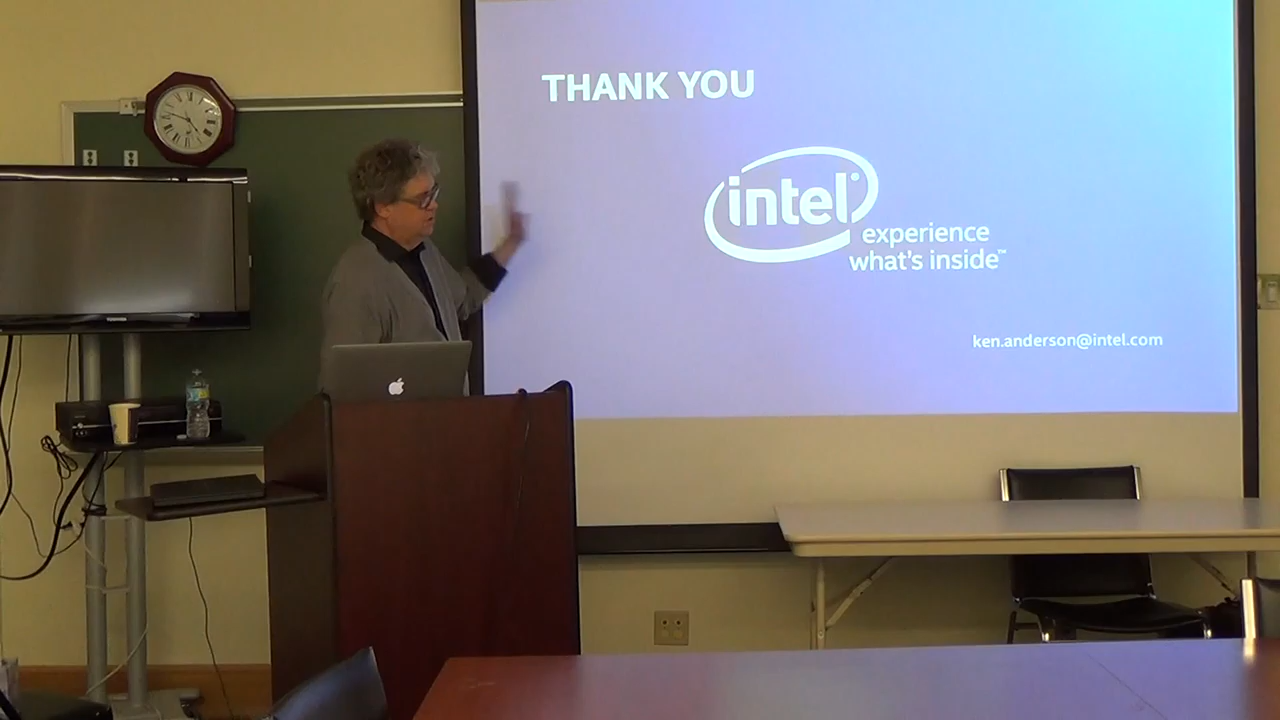 THANK YOU
intel
experience
what's inside™
ken.anderson@intel.com